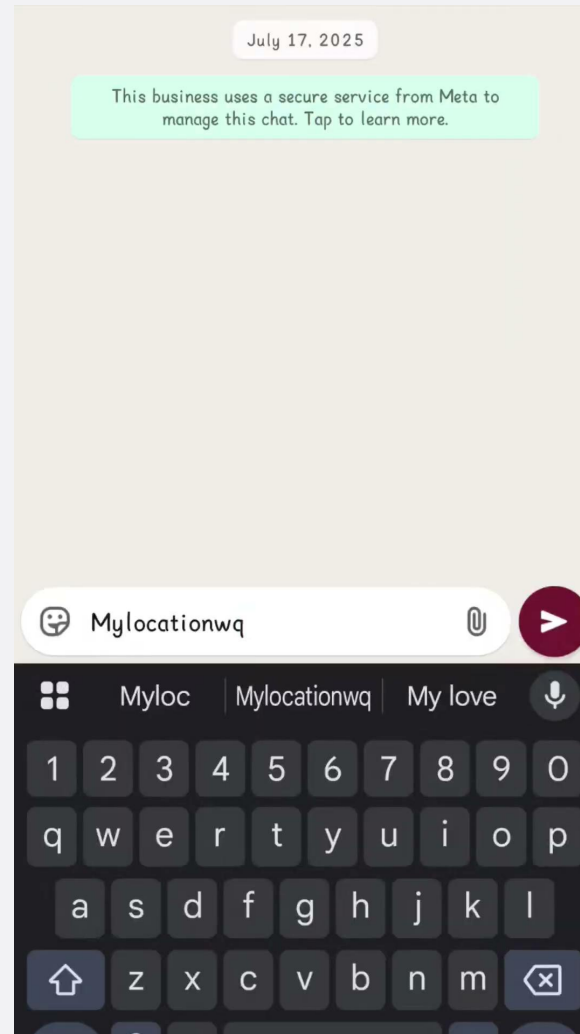 July 17, 2025
This business uses a secure service from Meta to
manage this chat. Tap to learn more.
Mylocationwq
Myloc Mylocationwq My love
1 2 3 4 5 6 7 8 9 0
q w e r t y u i o p
a s d f g h j k l
z x c v b n m